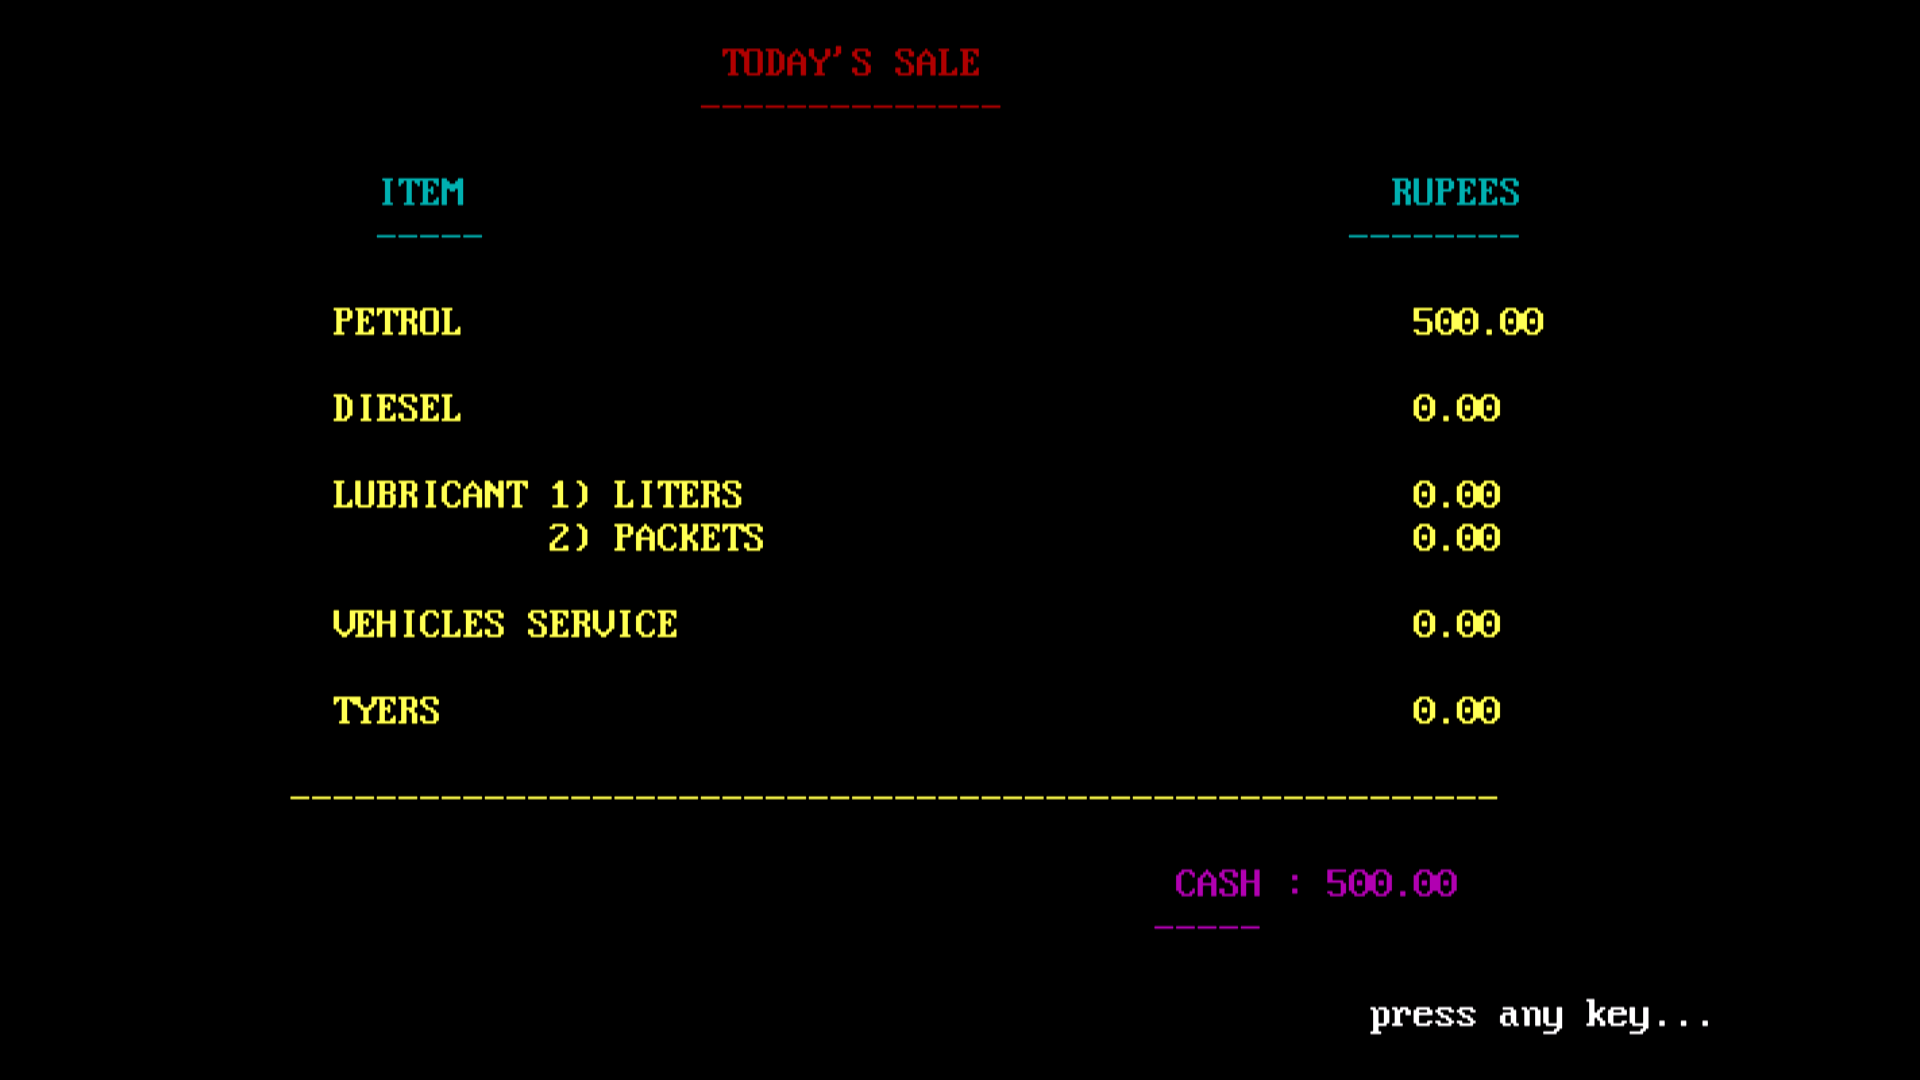 TODAY'S SALE
--------------
ITEM RUPEES
----- --------
PETROL 500.00
DIESEL 0.00
LUBRICANT 1) LITERS 0.00
2) PACKETS 0.00
VEHICLES SERVICE 0.00
TYERS 0.00
--------------------------------------------------------
CASH : 500.00
-----
press any key...